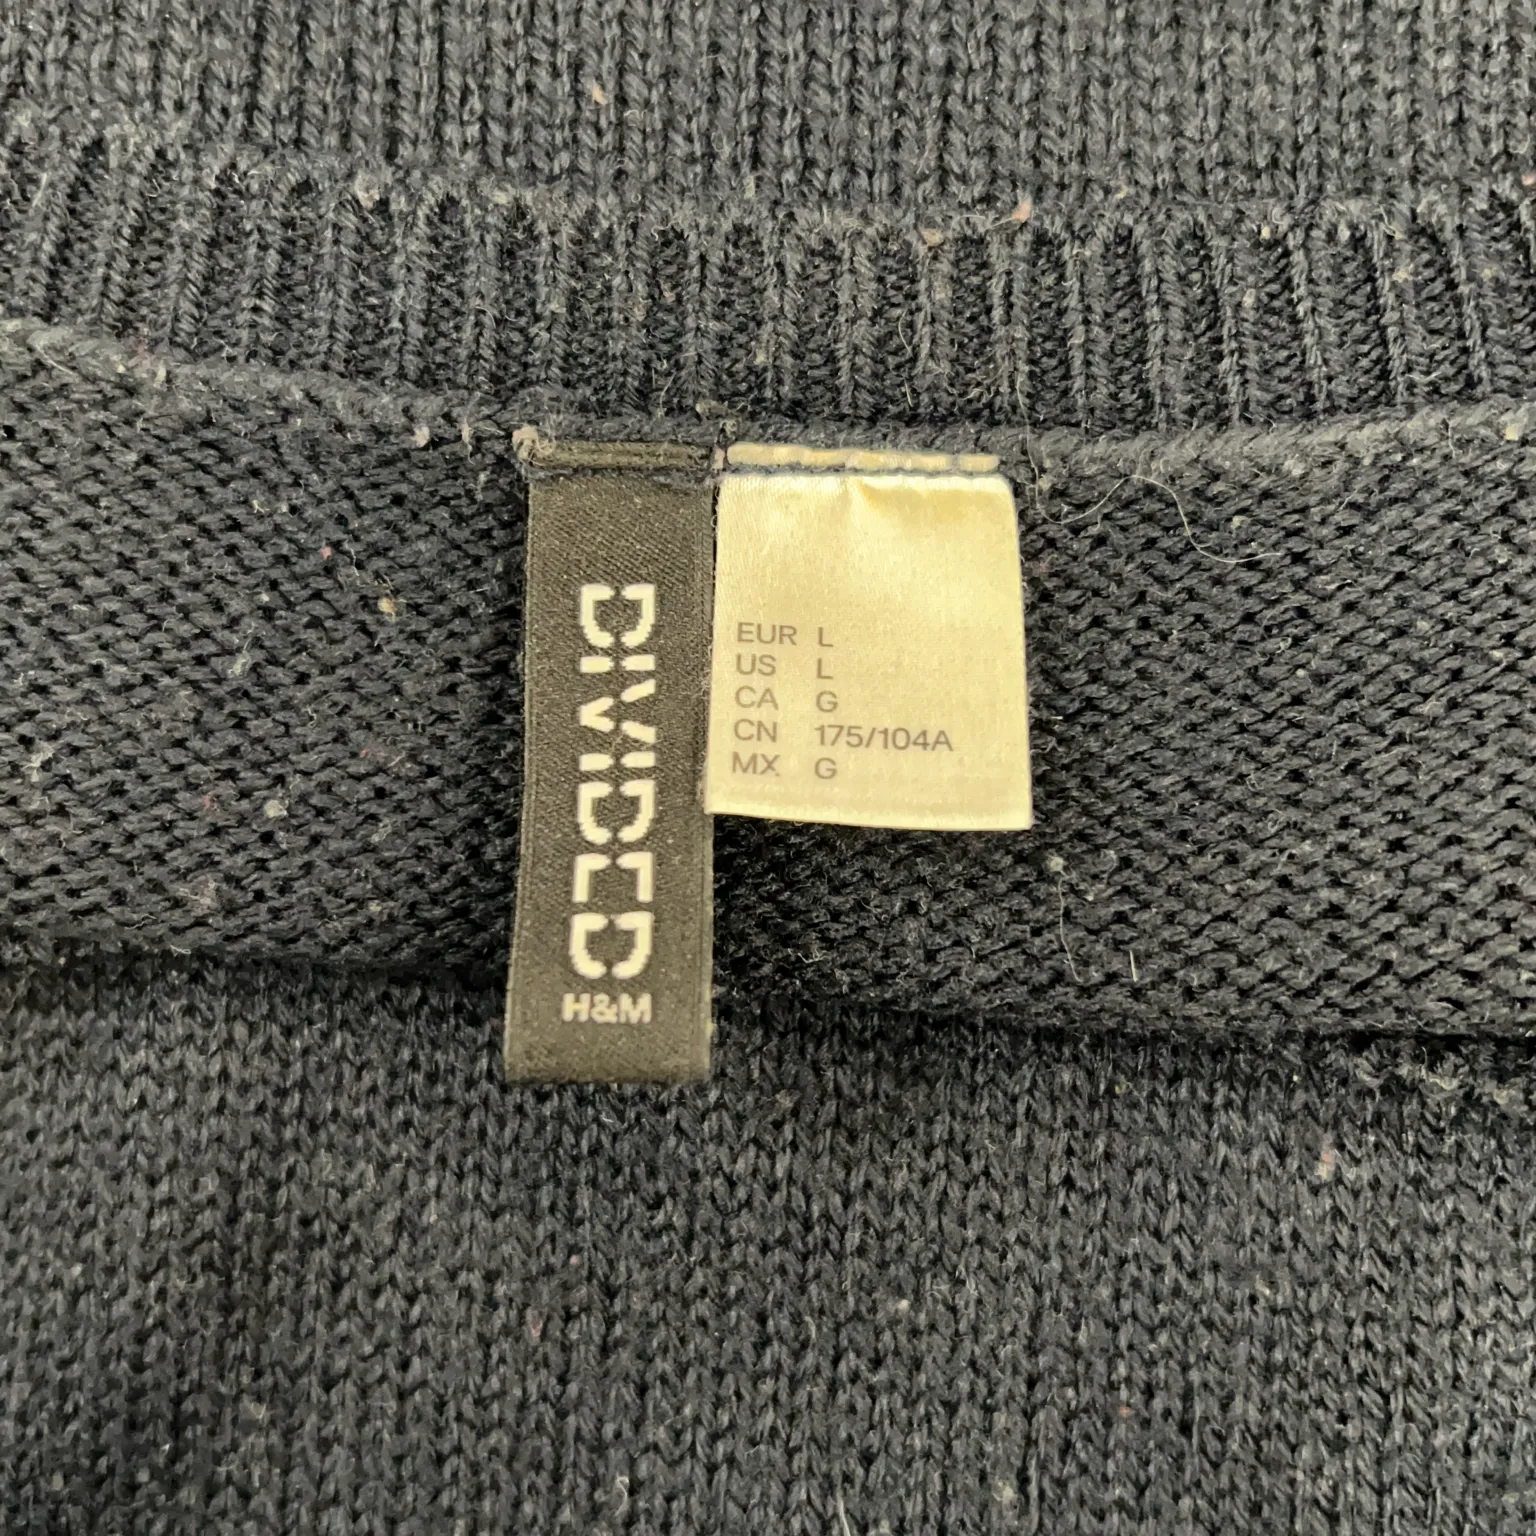 DIVIDED
H&M
EUR L
US L
CA G
CN 175/104A
MX G